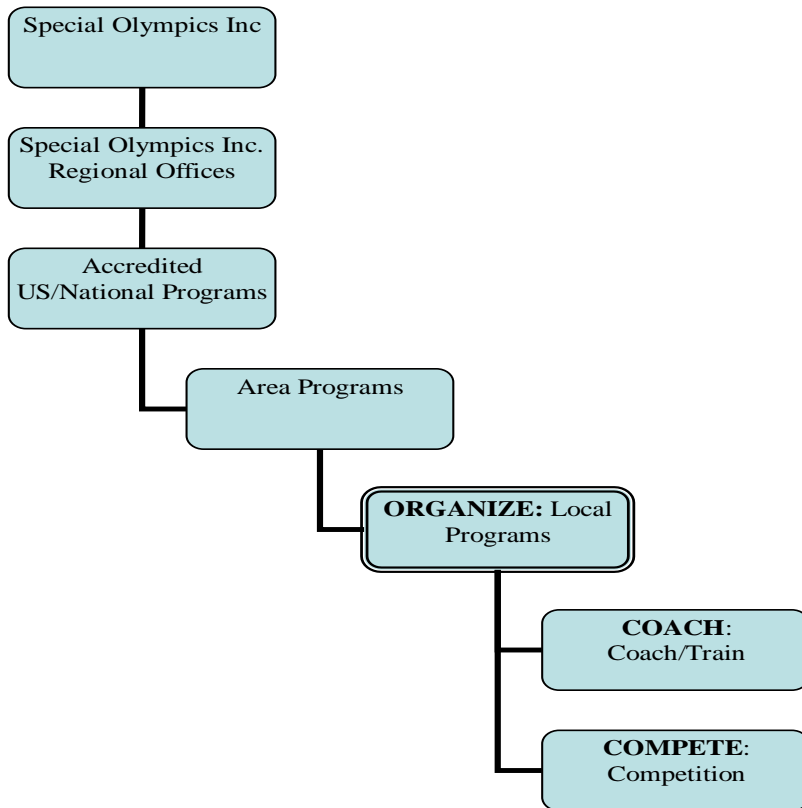 Special Olympics Inc
Special Olympics Inc.
Regional Offices
Accredited
US/National Programs
Area Programs
ORGANIZE: Local
Programs
COACH:
Coach/Train
COMPETE:
Competition